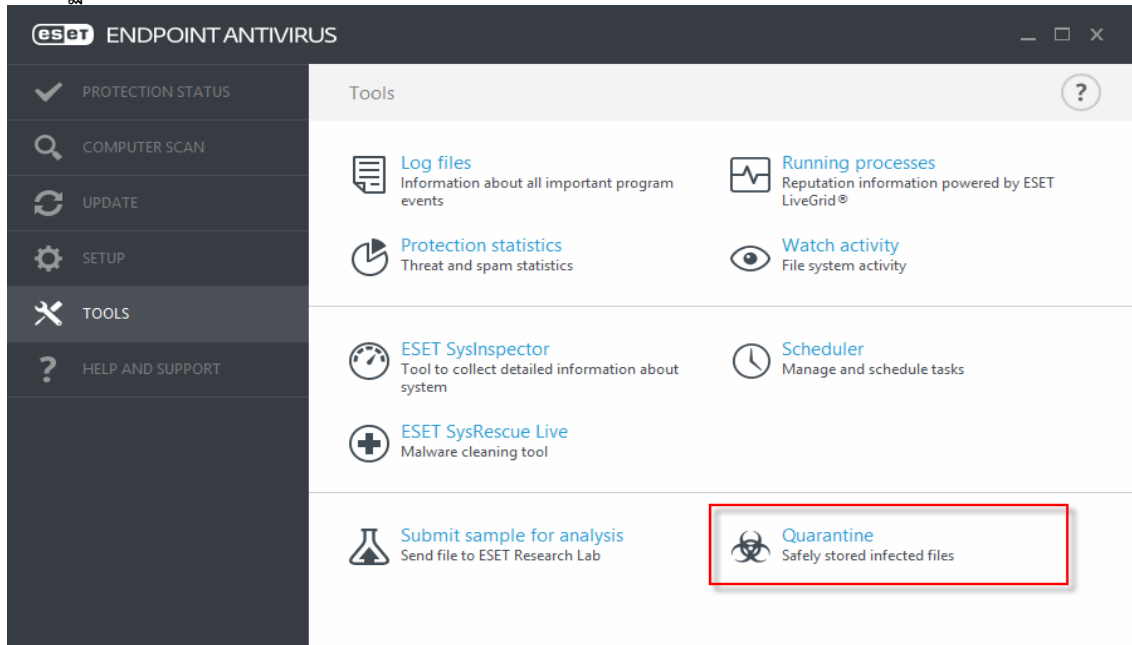 eset ENDPOINT ANTIVIRUS
PROTECTION STATUS
COMPUTER SCAN
UPDATE
SETUP
TOOLS
HELP AND SUPPORT
Tools
?
Log files
Information about all important program
events
Running processes
Reputation information powered by ESET
LiveGrid®
Protection statistics
Threat and spam statistics
Watch activity
File system activity
ESET SysInspector
Tool to collect detailed information about
system
Scheduler
Manage and schedule tasks
ESET SysRescue Live
Malware cleaning tool
Submit sample for analysis
Send file to ESET Research Lab
Quarantine
Safely stored infected files